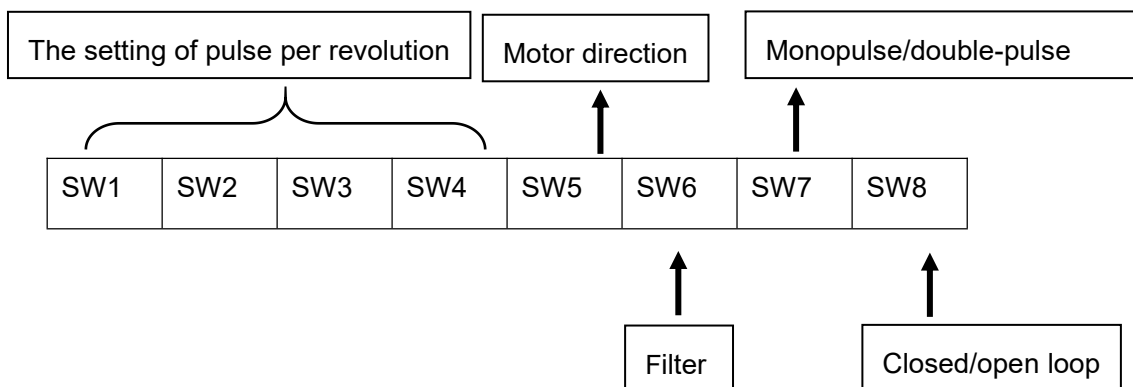 The setting of pulse per revolution
Motor direction
Monopulse/double-pulse
SW1 SW2 SW3 SW4 SW5 SW6 SW7 SW8
Filter
Closed/open loop